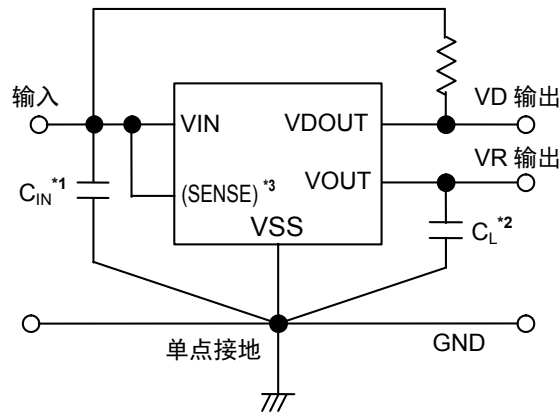 输入
VD 输出
VIN
VDOUT
VR 输出
C_IN*1
(SENSE)*3
VOUT
VSS
C_L*2
单点接地
GND